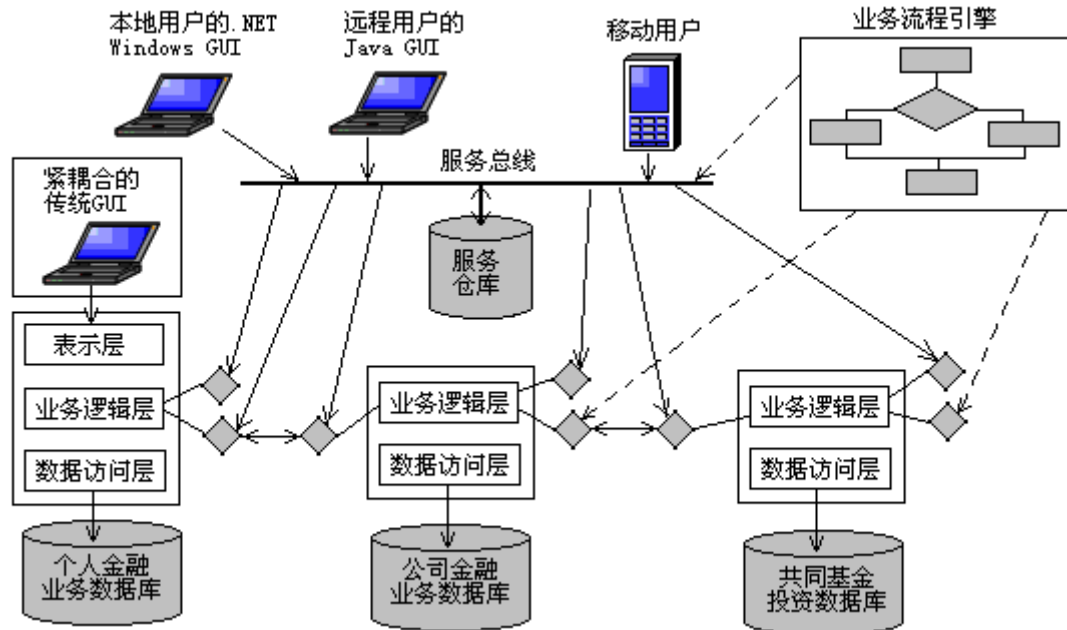 本地用户的.NET
Windows GUI
远程用户的
Java GUI
移动用户
业务流程引擎
服务总线
紧耦合的
传统GUI
服务
仓库
表示层
业务逻辑层
数据访问层
业务逻辑层
数据访问层
业务逻辑层
数据访问层
个人金融
业务数据库
公司金融
业务数据库
共同基金
投资数据库